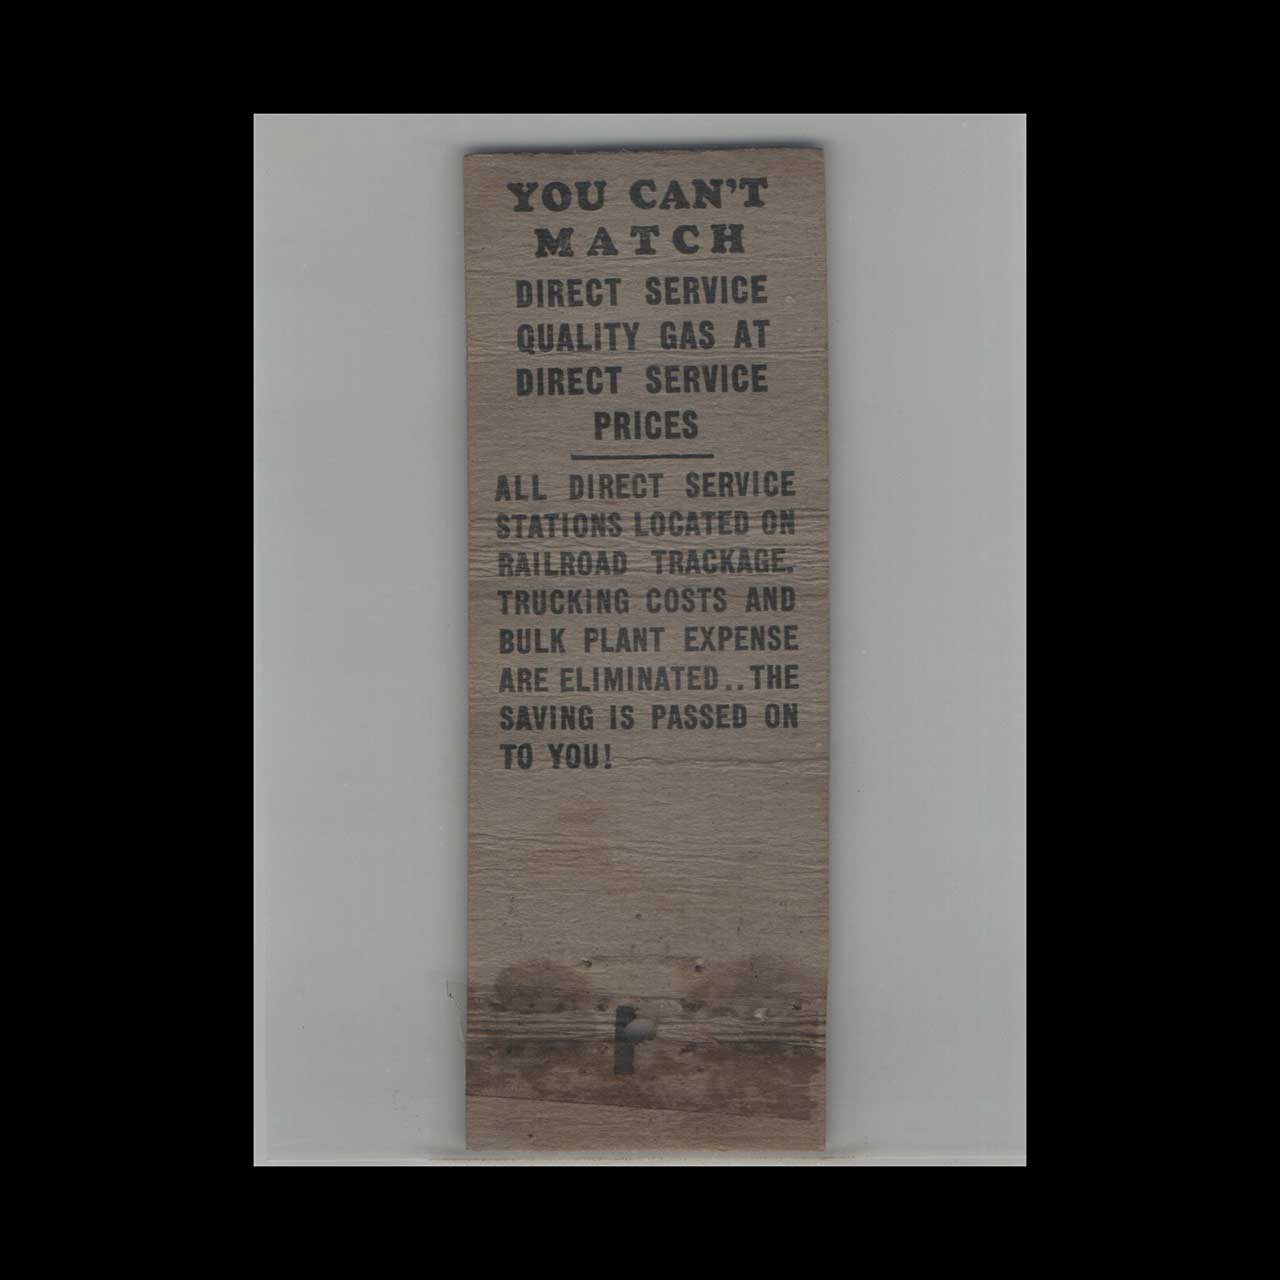 YOU CAN'T
MATCH
DIRECT SERVICE
QUALITY GAS AT
DIRECT SERVICE
PRICES
ALL DIRECT SERVICE
STATIONS LOCATED ON
RAILROAD TRACKAGE.
TRUCKING COSTS AND
BULK PLANT EXPENSE
ARE ELIMINATED..THE
SAVING IS PASSED ON
TO YOU!